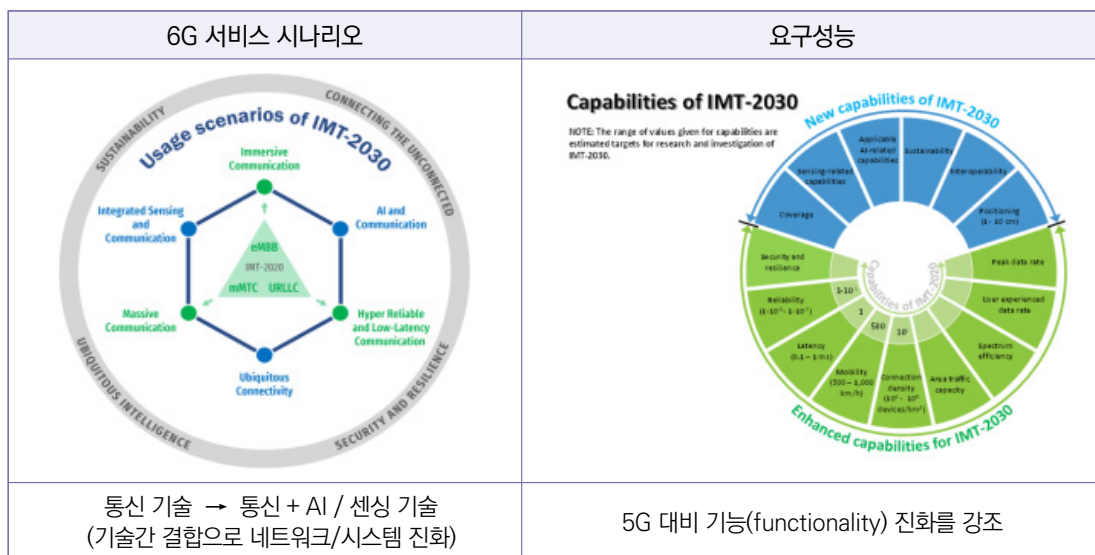 6G 서비스 시나리오
요구성능
SUSTAINABILITY
CONNECTING THE UNCONNECTED
Usage scenarios of IMT-2030
Immersive
Communication
Integrated Sensing
and
Communication
AI and
Communication
eMBB
IMT-2020
mMTC URLLC
Massive
Communication
Hyper Reliable
and Low-Latency
Communication
Ubiquitous
Connectivity
UBIQUITOUS INTELLIGENCE
SECURITY AND RESILIENCE
Capabilities of IMT-2030
NOTE: The range of values given for capabilities are
estimated targets for research and investigation of
IMT-2030.
New capabilities of IMT-2030
Coverage
Sensing-related
capabilities
Applicable
AI-related
capabilities
Sustainability
Interoperability
Positioning
(1 - 10 cm)
Security and
resilience
Reliability
Latency
(0.1 – 1 ms)
Mobility
(500 – 1,000
km/h)
Connection
density
devices/km²)
Area traffic
capacity
Spectrum
efficiency
User experienced
data rate
Peak data rate
Capabilities of IMT-2020
1
500
Enhanced capabilities for IMT-2030
통신 기술 → 통신 + AI / 센싱 기술
(기술간 결합으로 네트워크/시스템 진화)
5G 대비 기능(functionality) 진화를 강조